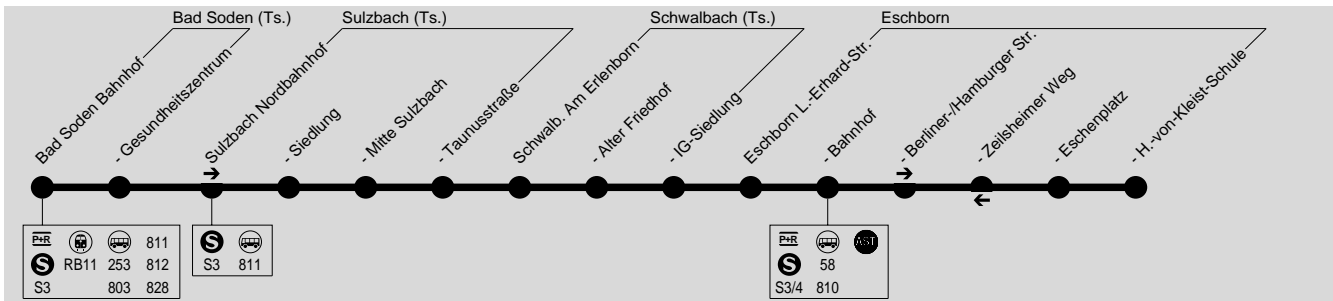 Bad Soden (Ts.)
Sulzbach (Ts.)
Schwalbach (Ts.)
Eschborn
Bad Soden Bahnhof
- Gesundheitszentrum
Sulzbach Nordbahnhof
- Siedlung
- Mitte Sulzbach
- Taunusstraße
Schwalb. Am Erlenborn
- Alter Friedhof
- IG-Siedlung
Eschborn L.-Erhard-Str.
- Bahnhof
- Berliner-/Hamburger Str.
- Zeilsheimer Weg
- Eschenplatz
- H.-von-Kleist-Schule
P+R 811
S RB11 253 812
S3 803 828
S
S3 811
P+R AST
S 58
S3/4 810